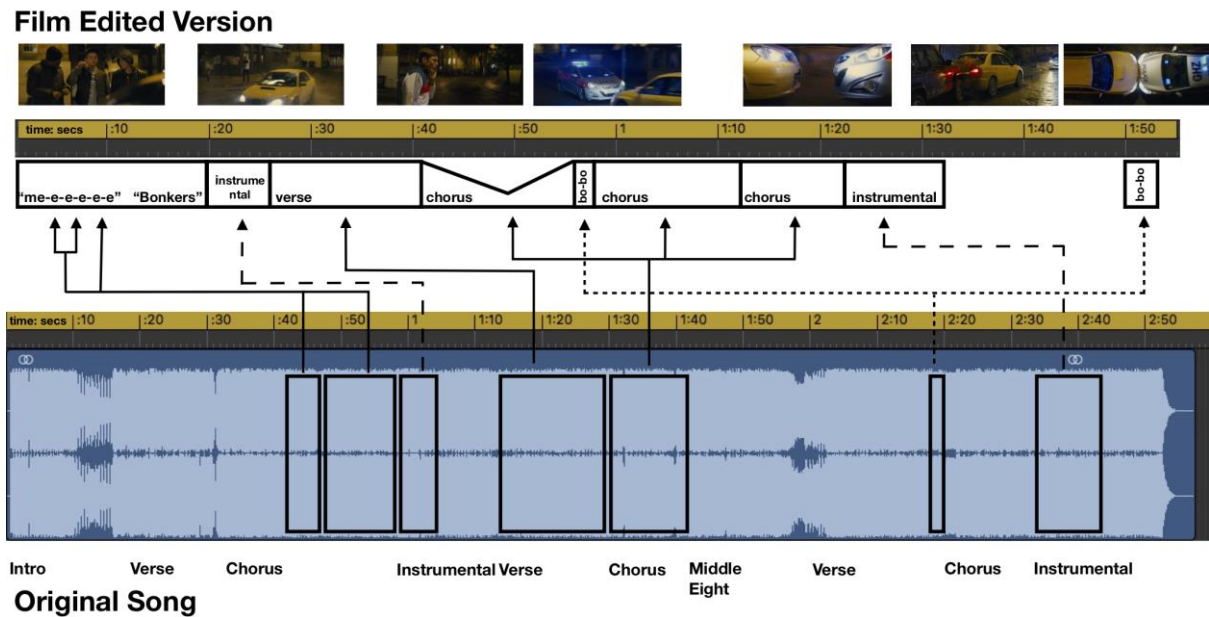 Film Edited Version
OHZ
time: secs :10 :20 :30 :40 :50 1 1:10 1:20 1:30 1:40 1:50
instrume
ntal
bo-bo
bo-bo
"me-e-e-e-e-e" "Bonkers" verse chorus chorus chorus instrumental
time: secs :10 :20 :30 :40 :50 1 1:10 1:20 1:30 1:40 1:50 2 2:10 2:20 2:30 2:40 2:50
Intro Verse Chorus Instrumental Verse Chorus Middle Verse Chorus Instrumental
Eight
Original Song